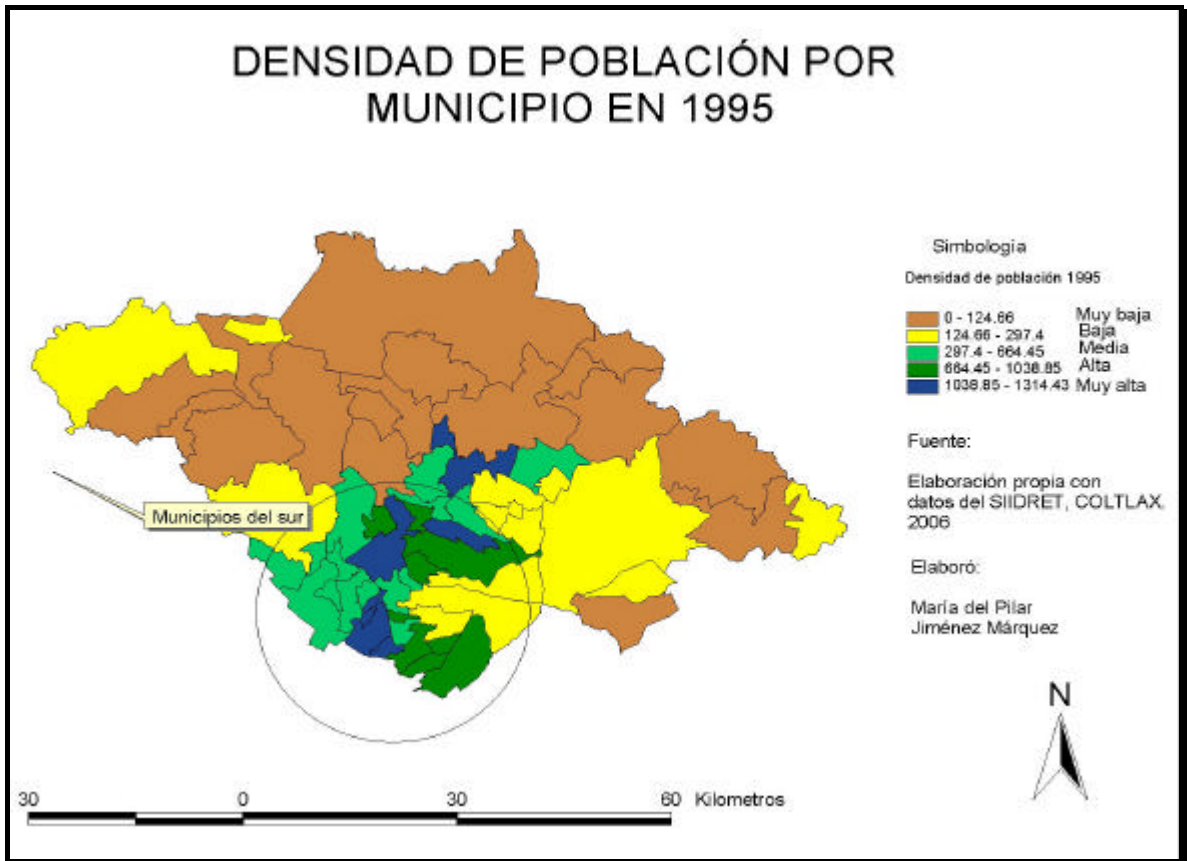 DENSIDAD DE POBLACIÓN POR
MUNICIPIO EN 1995
Simbología
Densidad de población 1995
0 - 124.66 Muy baja
124.66 - 297.4 Baja
297.4 - 664.45 Media
664.45 - 1038.85 Alta
1038.85 - 1314.43 Muy alta
Fuente:
Elaboración propia con
datos del SIIDRET, COLTLAX,
2006
Elaboró:
María del Pilar
Jiménez Márquez
Municipios del sur
N
30 0 30 60 Kilometros